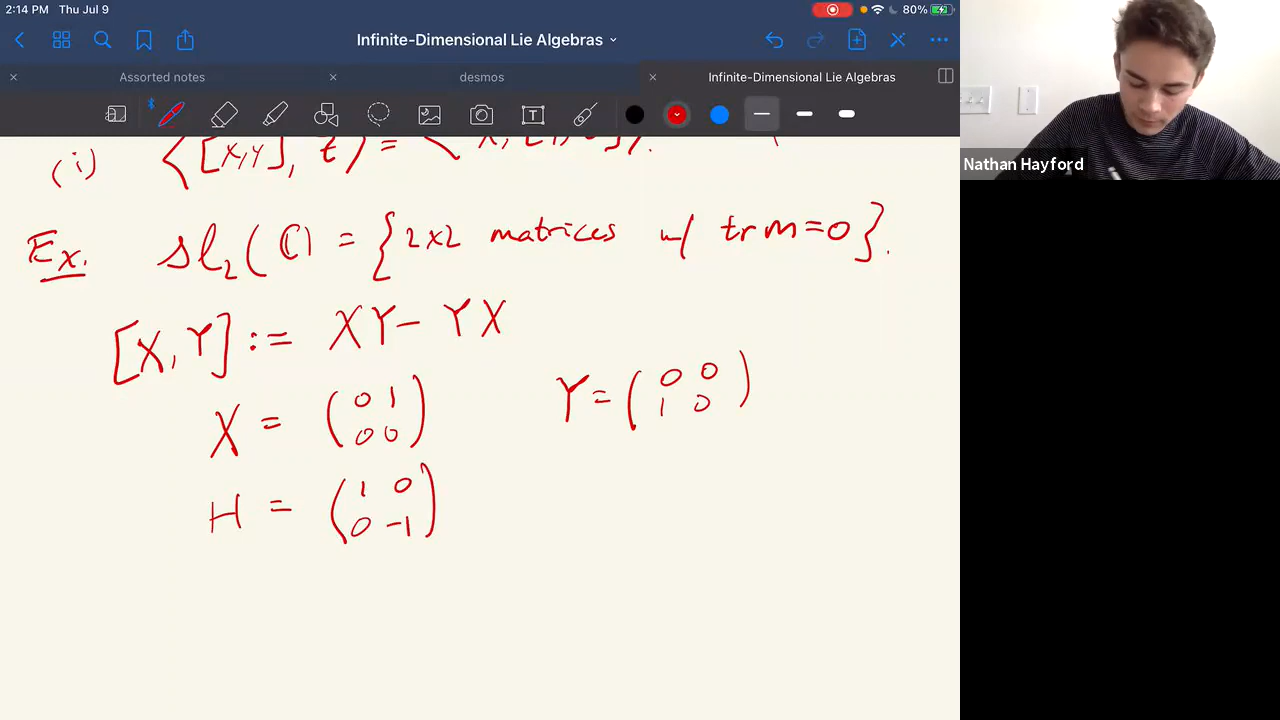 2:14 PM Thu Jul 9
80%
Infinite-Dimensional Lie Algebras
Assorted notes
desmos
Infinite-Dimensional Lie Algebras
Nathan Hayford
(i) ⟨[X,Y], Z⟩ = ⟨X,
Ex. sl₂(ℂ) = {2x2 matrices w/ tr M=0}.
[X,Y] := XY - YX
X = (0 1
0 0)
Y = (0 0
1 0)
H = (1 0
0 -1)